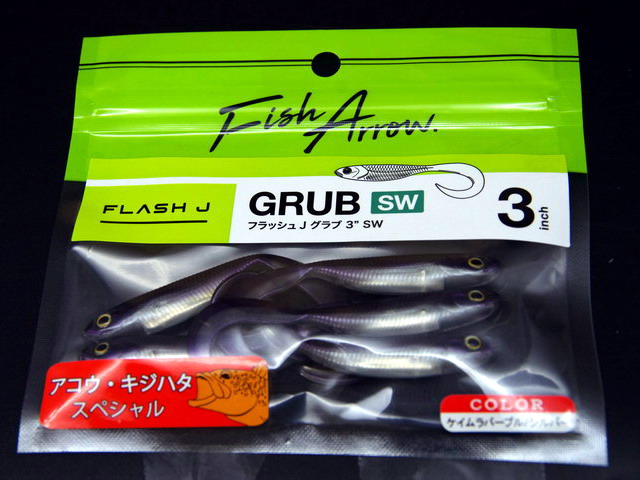 Fish Arrow.
FLASH J
GRUB SW
フラッシュJ グラブ 3” SW
3 inch
アコウ・キジハタ
スペシャル
COLOR
ケイムラパープル/シルバー